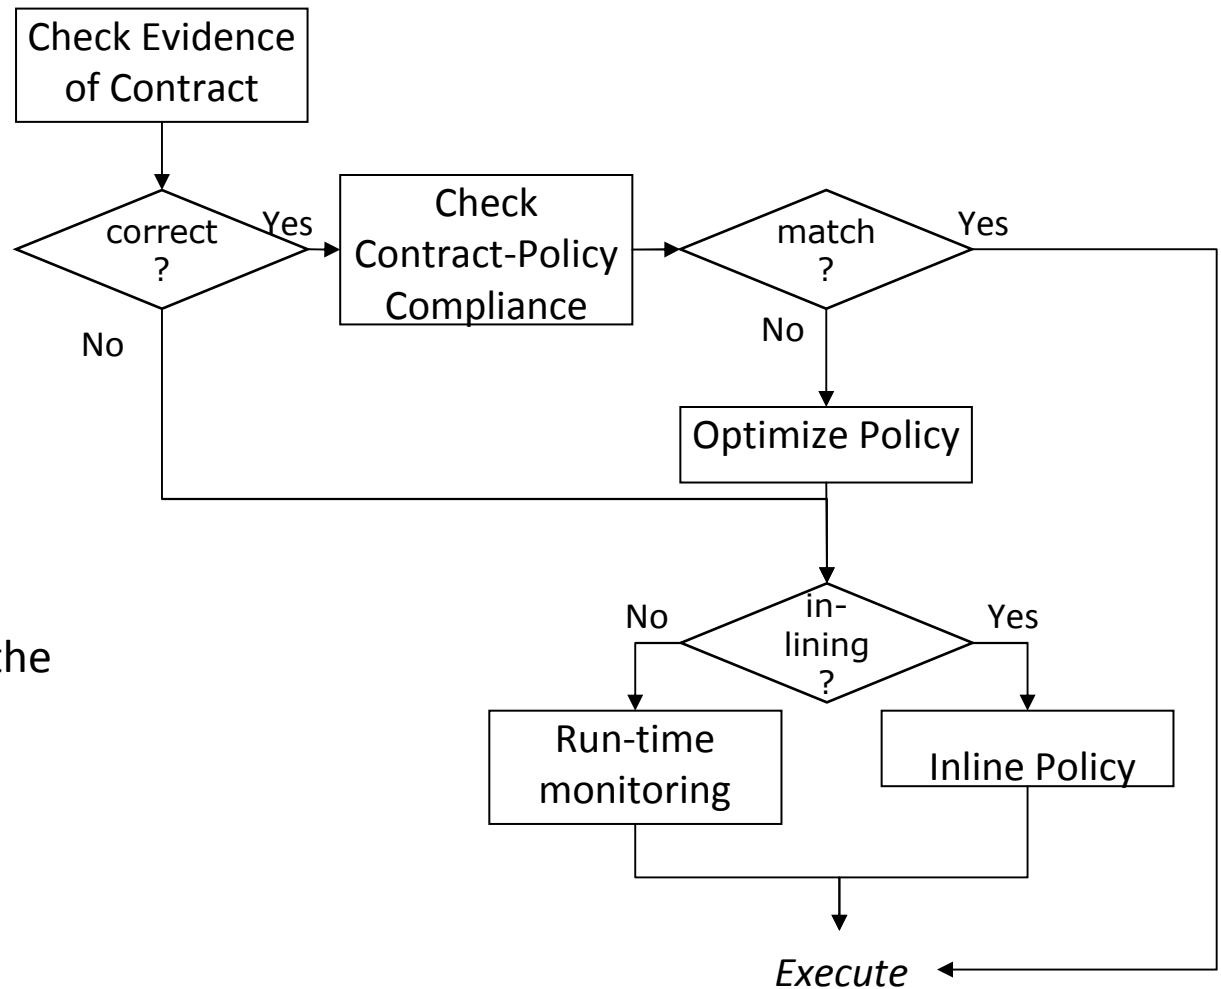 Check Evidence
of Contract
correct
?
Yes
No
Check
Contract-Policy
Compliance
match
?
Yes
No
Optimize Policy
in-
lining
?
No
Yes
the
Run-time
monitoring
Inline Policy
Execute